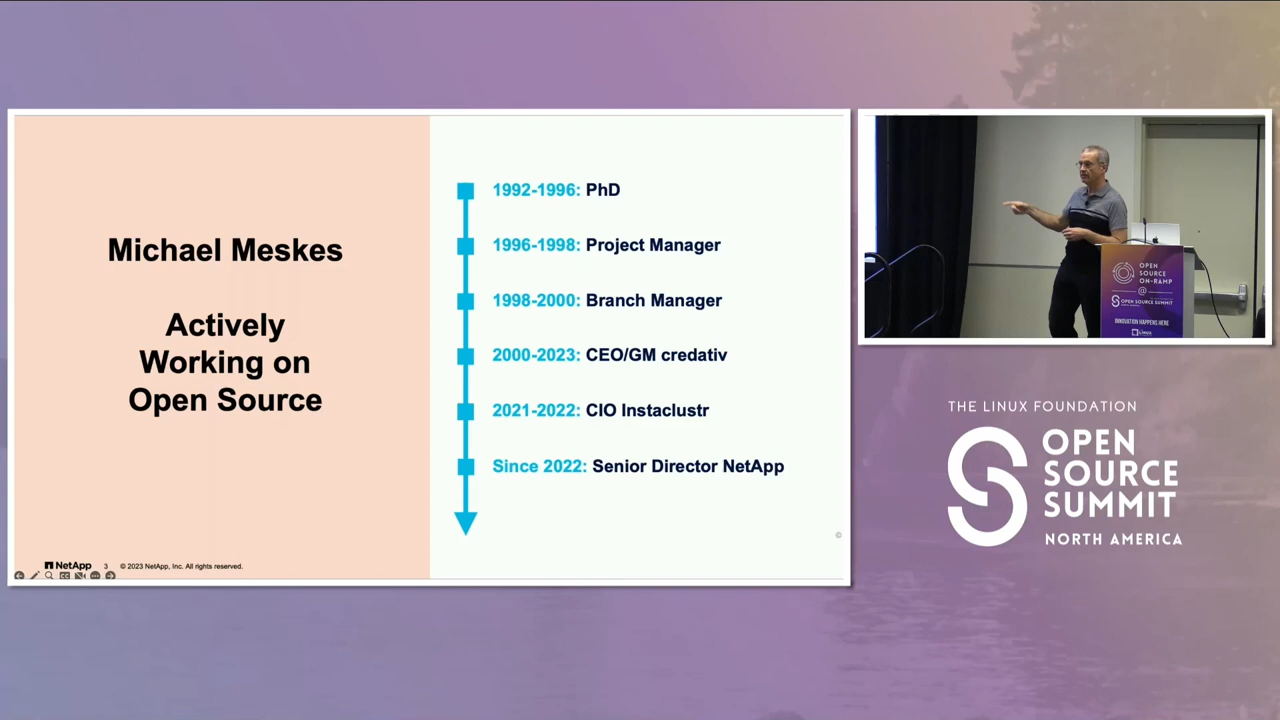 Michael Meskes
Actively
Working on
Open Source
1992-1996: PhD
1996-1998: Project Manager
1998-2000: Branch Manager
2000-2023: CEO/GM credativ
2021-2022: CIO Instaclustr
Since 2022: Senior Director NetApp
©
NetApp 3 © 2023 NetApp, Inc. All rights reserved.
OPEN
SOURCE
ON-RAMP
@
OPEN SOURCE SUMMIT
INNOVATION HAPPENS HERE
THE LINUX FOUNDATION
OPEN
SOURCE
SUMMIT
NORTH AMERICA